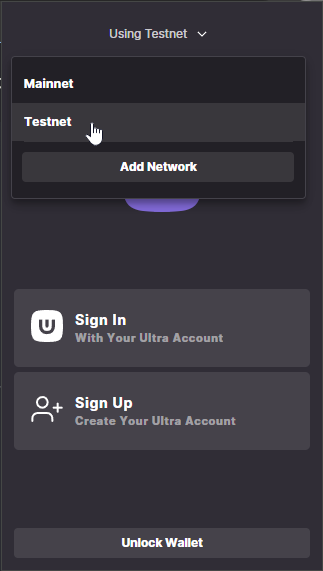 Using Testnet
Mainnet
Testnet
Add Network
Sign In
With Your Ultra Account
Sign Up
Create Your Ultra Account
Unlock Wallet